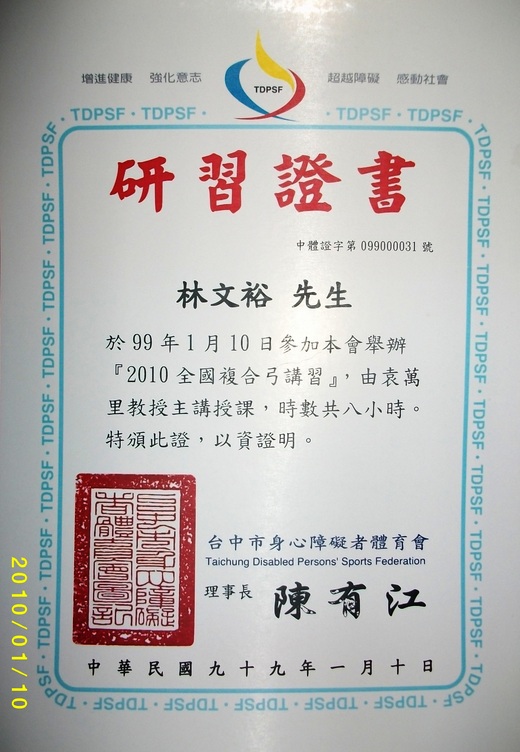 增進健康 強化意志 超越障礙 感動社會
TDPSF
TDPSF · TDPSF · · TDPSF · TDPSF ·
研習證書
中體證字第 099000031 號
林文裕 先生
於 99 年 1 月 10 日參加本會舉辦
『2010 全國複合弓講習』，由袁萬
里教授主講授課，時數共八小時。
特頒此證，以資證明。
台中市身心障礙者體育會
Taichung Disabled Persons' Sports Federation
理事長 陳有江
中華民國九十九年一月十日
2010/01/10